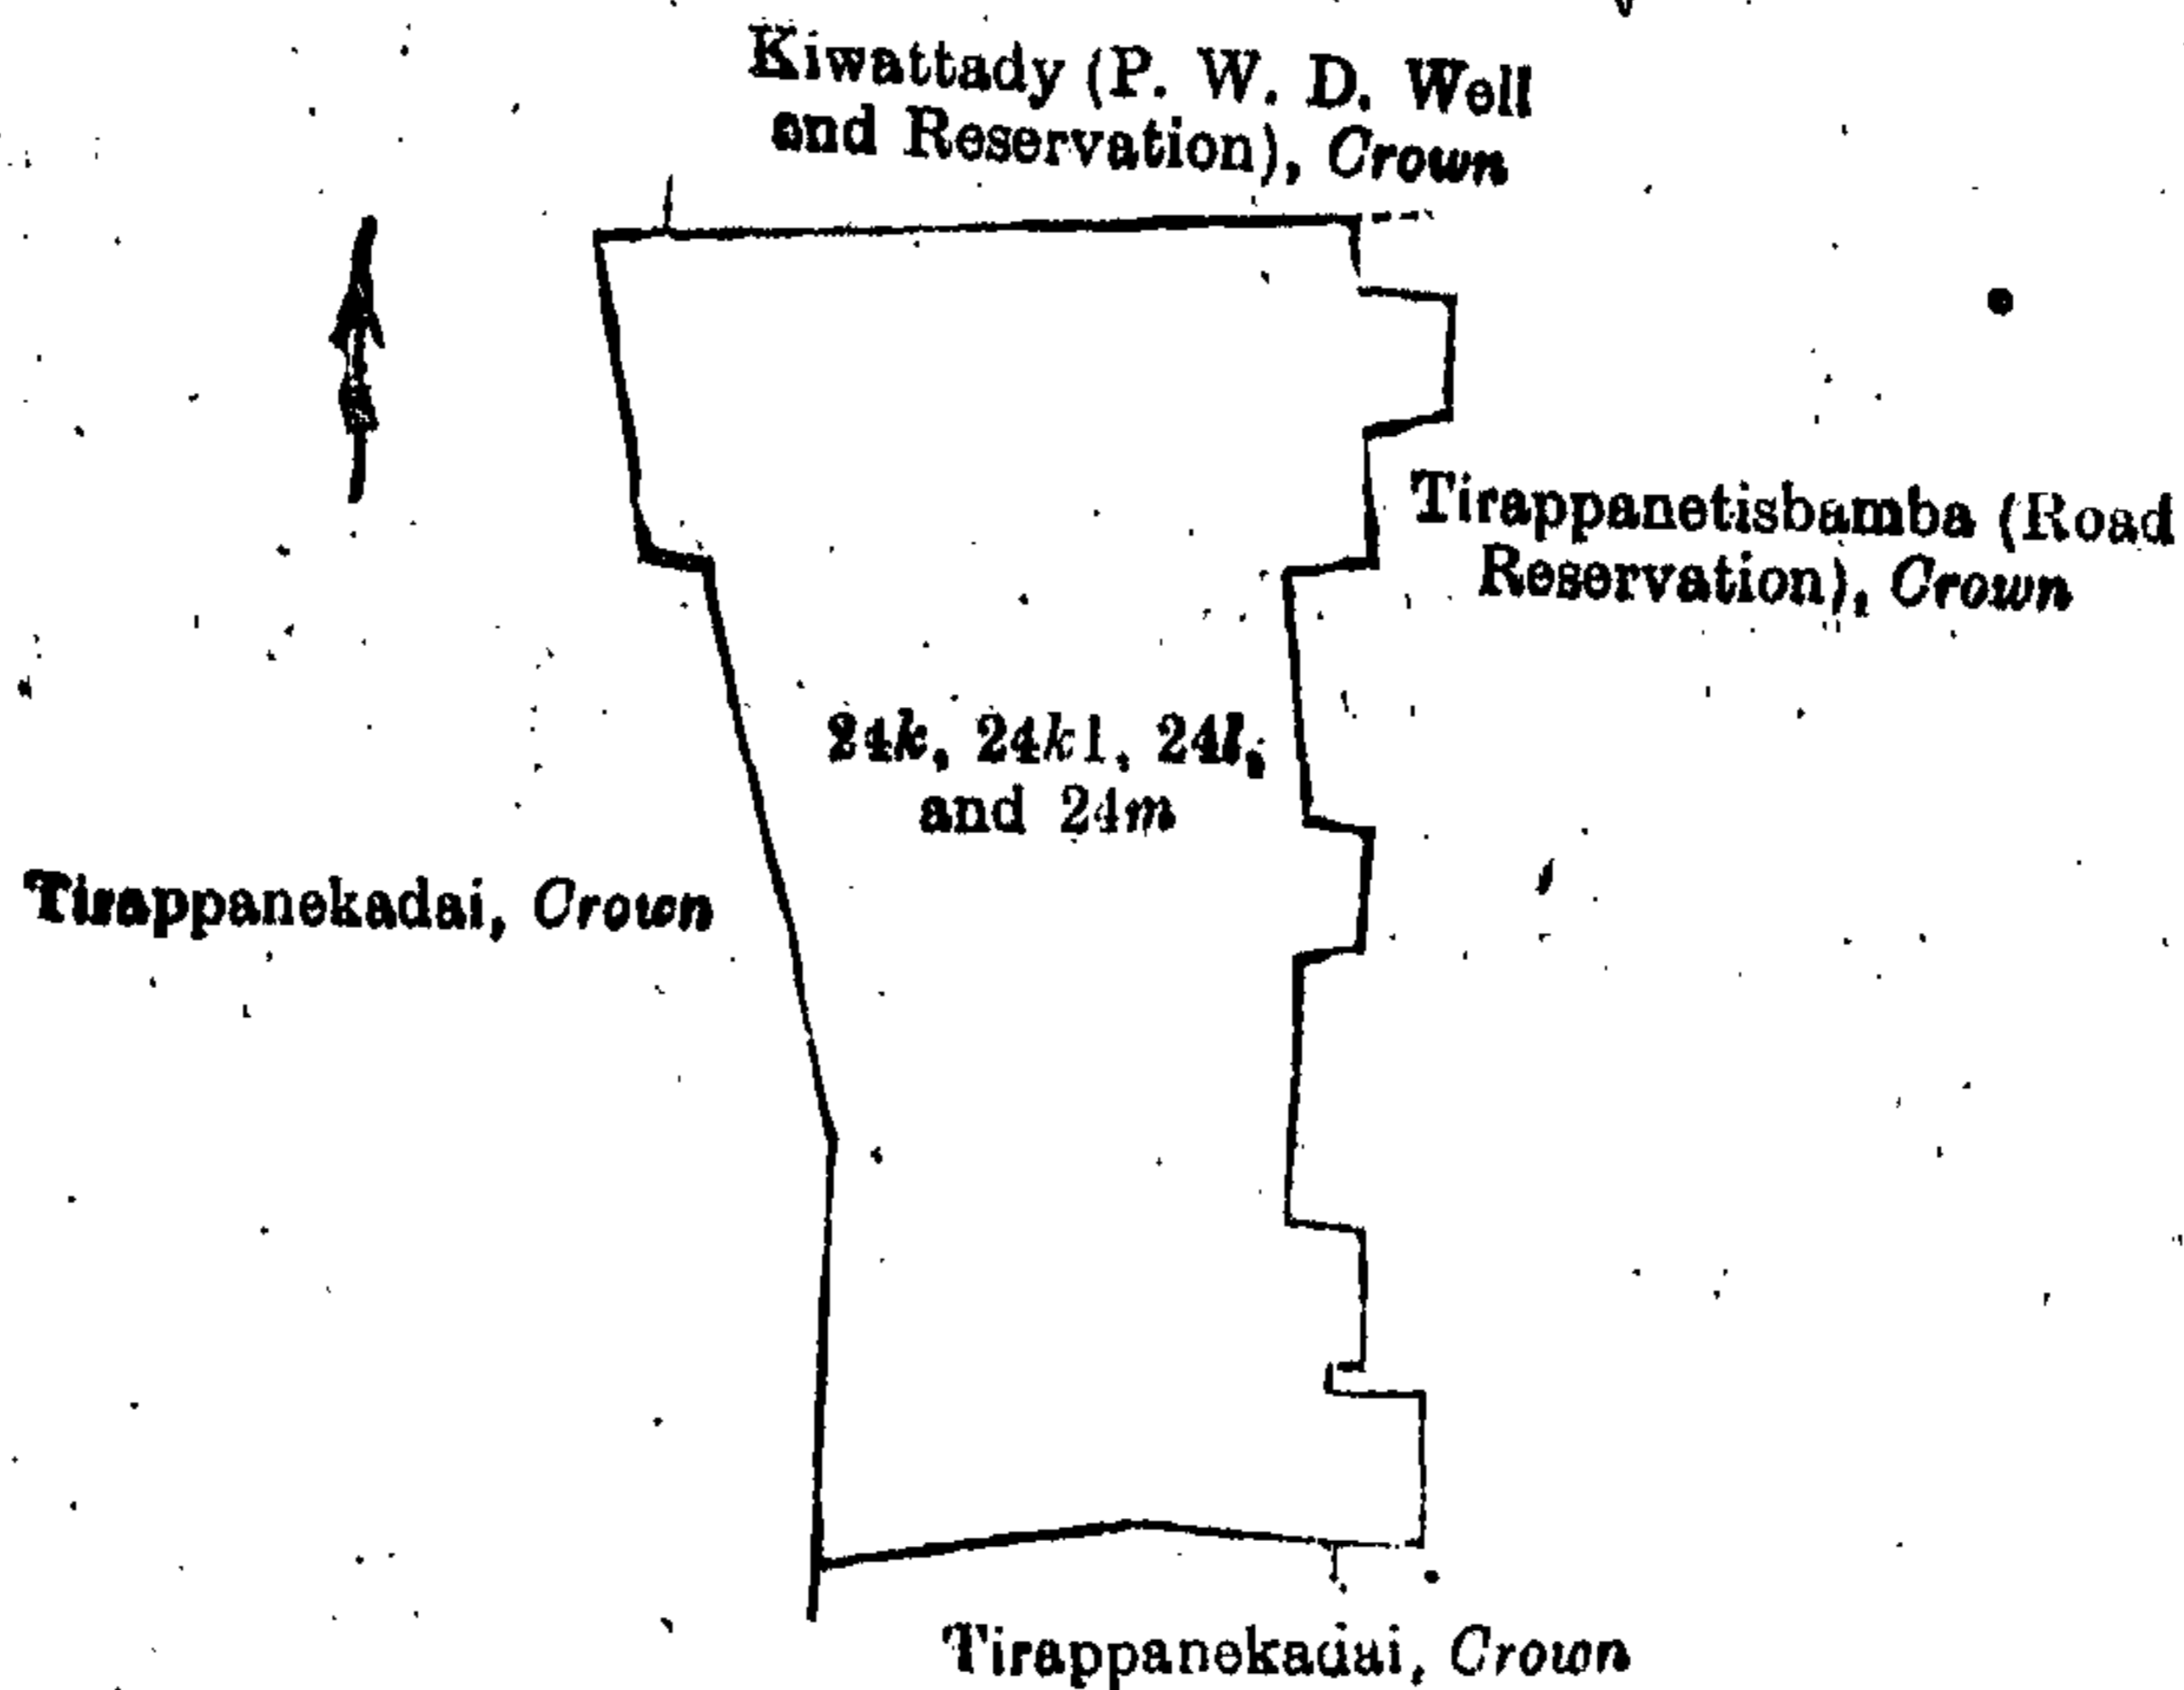 Kiwattady (P. W. D. Well
and Reservation), Crown
Tirappanetisbamba (Road
Reservation), Crown
24k, 24k1, 24l,
and 24m
Tirappanekadai, Crown
Tirappanekadai, Crown